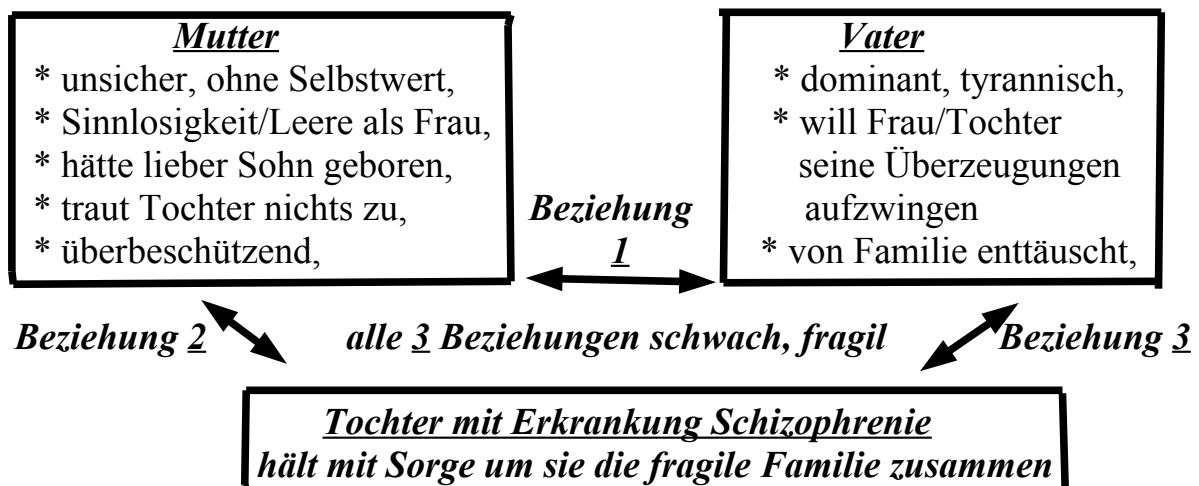 Mutter
* unsicher, ohne Selbstwert,
* Sinnlosigkeit/Leere als Frau,
* hätte lieber Sohn geboren,
* traut Tochter nichts zu,
* überbeschützend,
Vater
* dominant, tyrannisch,
* will Frau/Tochter
seine Überzeugungen
aufzwingen
* von Familie enttäuscht,
Beziehung
1
Beziehung 2
alle 3 Beziehungen schwach, fragil
Beziehung 3
Tochter mit Erkrankung Schizophrenie
hält mit Sorge um sie die fragile Familie zusammen